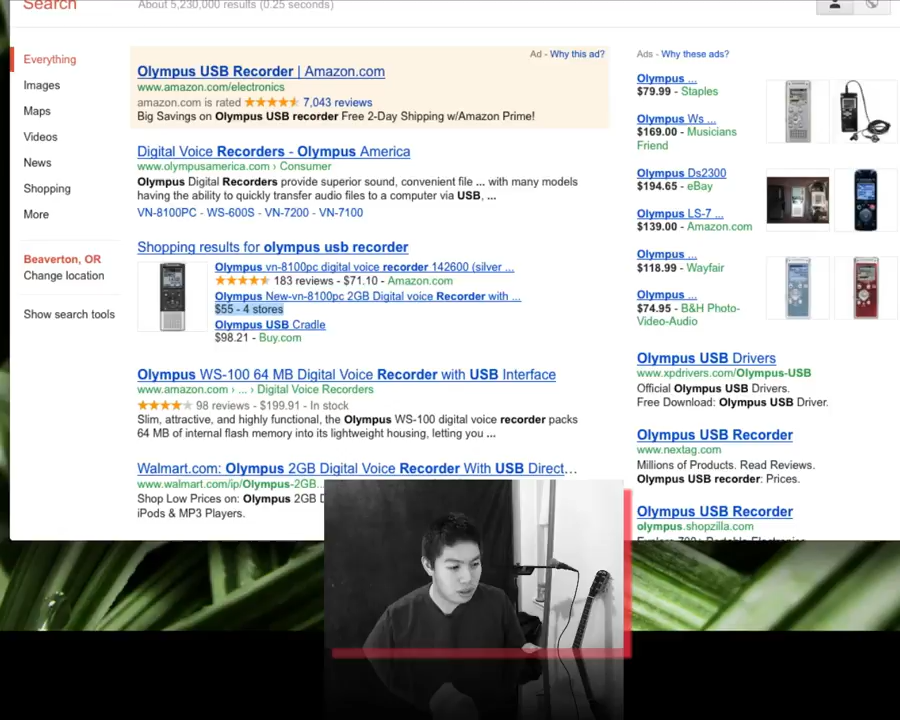 Search
About 5,230,000 results (0.25 seconds)
Everything
Images
Maps
Videos
News
Shopping
More
Beaverton, OR
Change location
Show search tools
Ad - Why this ad?
Olympus USB Recorder | Amazon.com
www.amazon.com/electronics
amazon.com is rated 7,043 reviews
Big Savings on Olympus USB recorder Free 2-Day Shipping w/Amazon Prime!
Digital Voice Recorders - Olympus America
www.olympusamerica.com › Consumer
Olympus Digital Recorders provide superior sound, convenient file ... with many models
having the ability to quickly transfer audio files to a computer via USB, ...
VN-8100PC - WS-600S - VN-7200 - VN-7100
Shopping results for olympus usb recorder
Olympus vn-8100pc digital voice recorder 142600 (silver ...
183 reviews - $71.10 - Amazon.com
Olympus New-vn-8100pc 2GB Digital voice Recorder with ...
$55 - 4 stores
Olympus USB Cradle
$98.21 - Buy.com
Olympus WS-100 64 MB Digital Voice Recorder with USB Interface
www.amazon.com › ... › Digital Voice Recorders
98 reviews - $199.91 - In stock
Slim, attractive, and highly functional, the Olympus WS-100 digital voice recorder packs
64 MB of internal flash memory into its lightweight housing, letting you ...
Walmart.com: Olympus 2GB Digital Voice Recorder With USB Direct...
www.walmart.com/ip/Olympus-2GB...
Shop Low Prices on: Olympus 2GB D
iPods & MP3 Players.
Ads - Why these ads?
Olympus ...
$79.99 - Staples
Olympus Ws ...
$169.00 - Musicians
Friend
Olympus Ds2300
$194.65 - eBay
Olympus LS-7 ...
$139.00 - Amazon.com
Olympus ...
$118.99 - Wayfair
Olympus ...
$74.95 - B&H Photo-
Video-Audio
Olympus USB Drivers
www.xpdrivers.com/Olympus-USB
Official Olympus USB Drivers.
Free Download: Olympus USB Driver.
Olympus USB Recorder
www.nextag.com
Millions of Products. Read Reviews.
Olympus USB recorder: Prices.
Olympus USB Recorder
olympus.shopzilla.com
Explore 700+ Portable Electronics